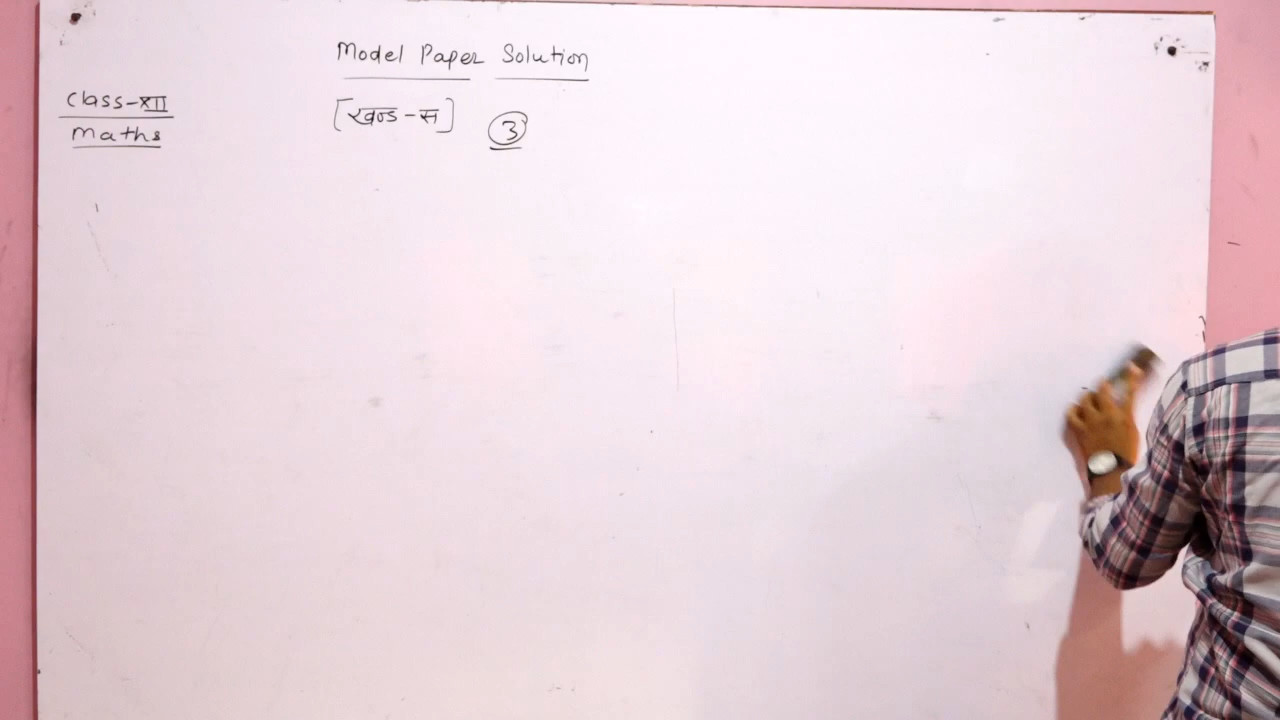 Model Paper Solution
Class-XII
Maths
[खण्ड-स] 3